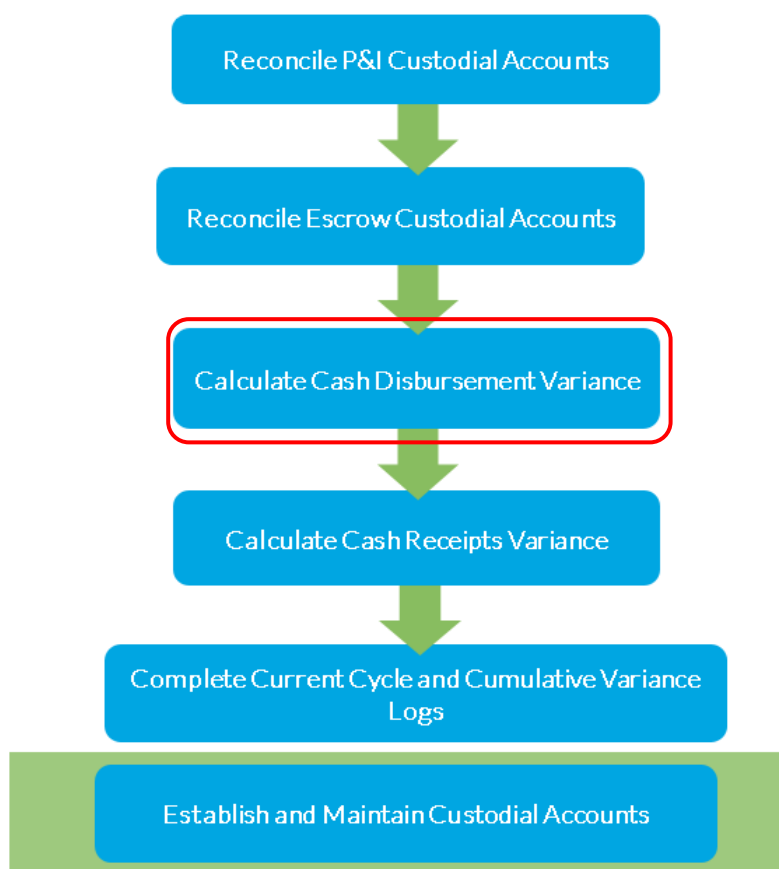 Reconcile P&I Custodial Accounts
Reconcile Escrow Custodial Accounts
Calculate Cash Disbursement Variance
Calculate Cash Receipts Variance
Complete Current Cycle and Cumulative Variance
Logs
Establish and Maintain Custodial Accounts